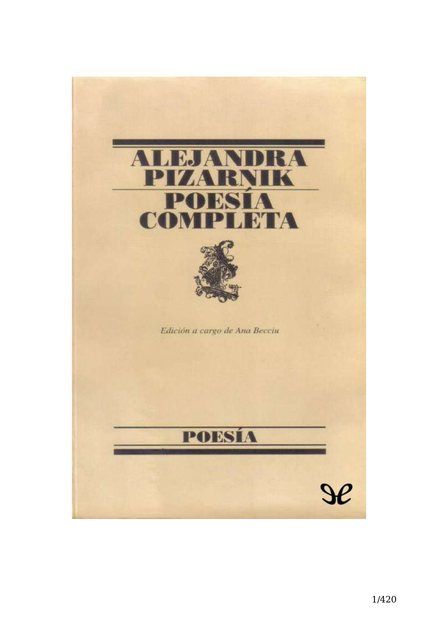 ALEJANDRA
PIZARNIK
POESÍA
COMPLETA
Edición a cargo de Ana Becciu
POESÍA
1/420